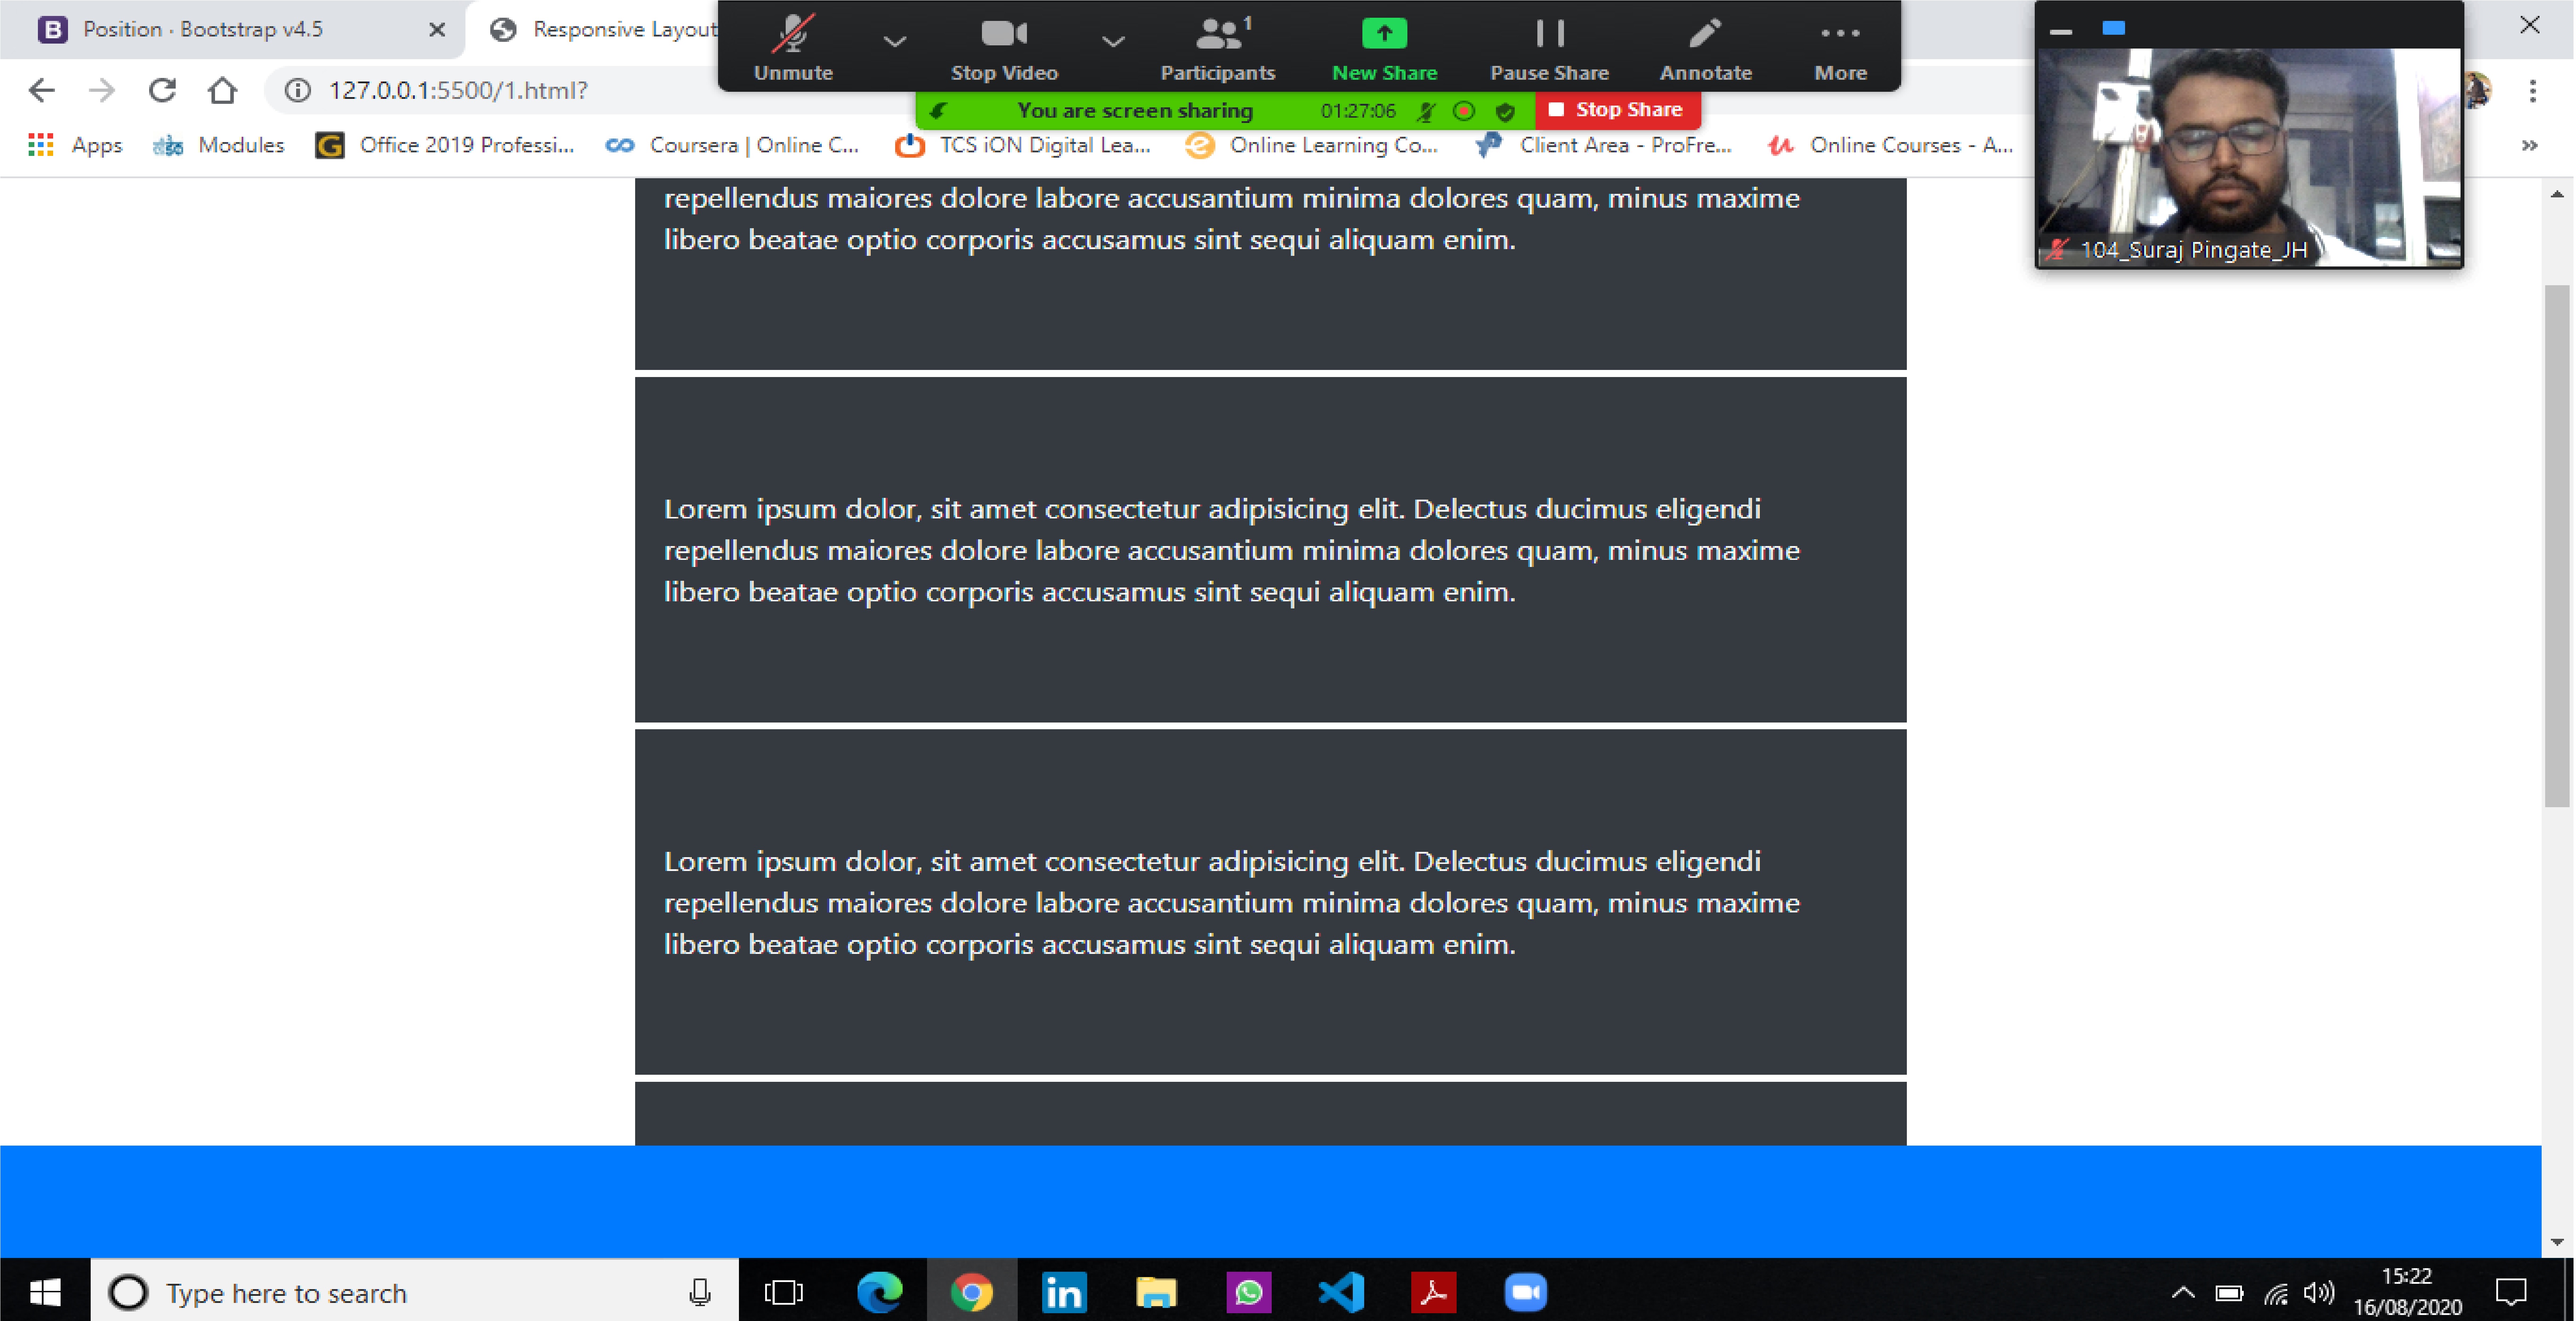 Position · Bootstrap v4.5
Responsive Layout
Unmute
Stop Video
1
Participants
New Share
Pause Share
Annotate
More
127.0.0.1:5500/1.html?
You are screen sharing
01:27:06
Stop Share
Apps
Modules
Office 2019 Professi...
Coursera | Online C...
TCS iON Digital Lea...
Online Learning Co...
Client Area - ProFre...
Online Courses - A...
104_Suraj Pingate_JH
repellendus maiores dolore labore accusantium minima dolores quam, minus maxime
libero beatae optio corporis accusamus sint sequi aliquam enim.
Lorem ipsum dolor, sit amet consectetur adipisicing elit. Delectus ducimus eligendi
repellendus maiores dolore labore accusantium minima dolores quam, minus maxime
libero beatae optio corporis accusamus sint sequi aliquam enim.
Lorem ipsum dolor, sit amet consectetur adipisicing elit. Delectus ducimus eligendi
repellendus maiores dolore labore accusantium minima dolores quam, minus maxime
libero beatae optio corporis accusamus sint sequi aliquam enim.
Type here to search
15:22
16/08/2020